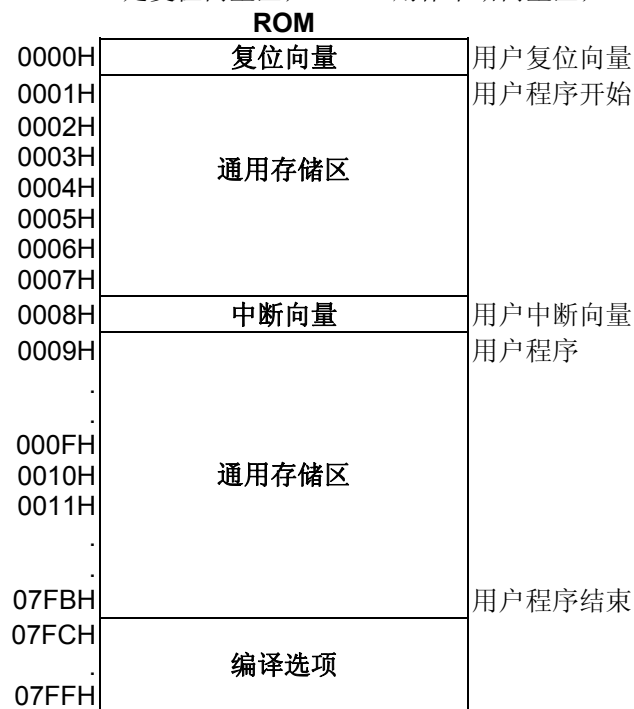 ROM
0000H 复位向量 用户复位向量
0001H 用户程序开始
0002H
0003H
通用存储区
0004H
0005H
0006H
0007H
0008H 中断向量 用户中断向量
0009H 用户程序
.
.
000FH
0010H 通用存储区
0011H
.
.
07FBH 用户程序结束
07FCH
. 编译选项
07FFH